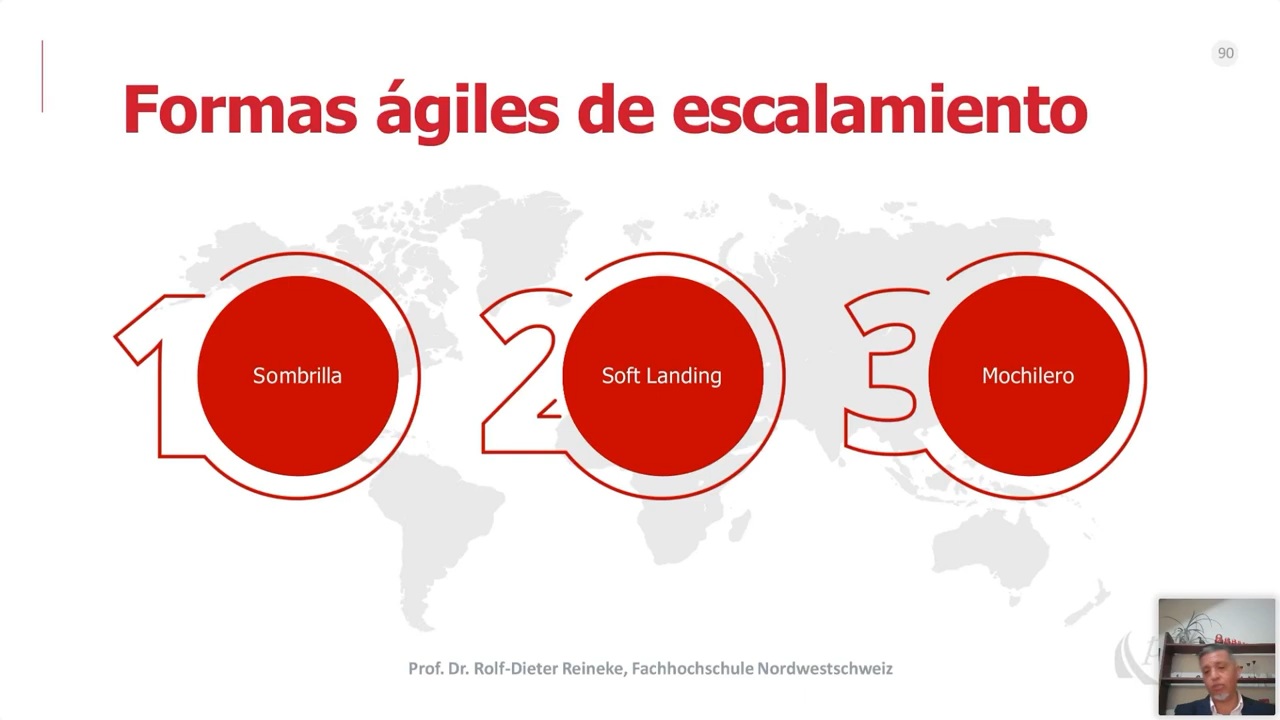 90
Formas ágiles de escalamiento
1 Sombrilla
2 Soft Landing
3 Mochilero
Prof. Dr. Rolf-Dieter Reineke, Fachhochschule Nordwestschweiz